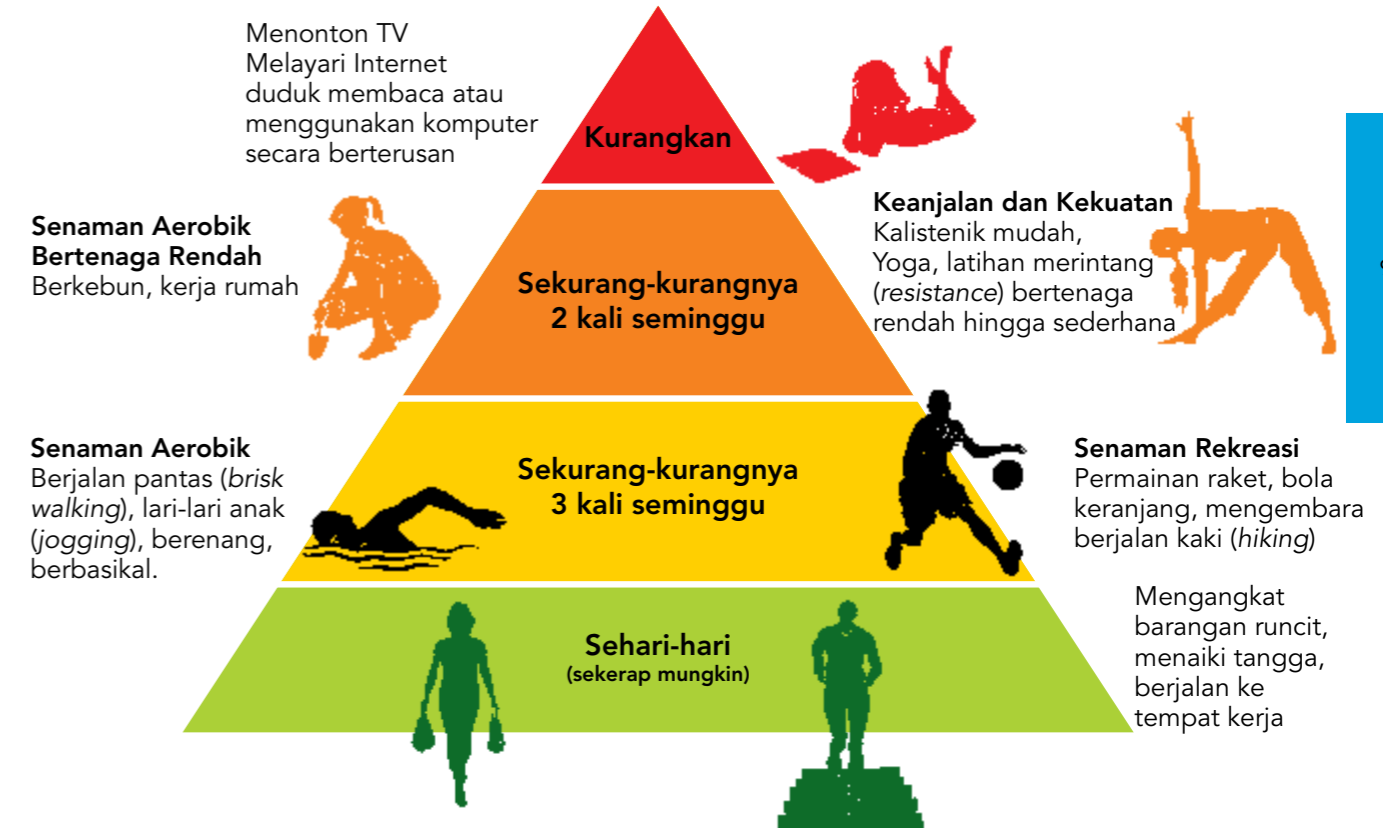 Menonton TV
Melayari Internet
duduk membaca atau
menggunakan komputer
secara berterusan
Kurangkan
Senaman Aerobik
Bertenaga Rendah
Berkebun, kerja rumah
Sekurang-kurangnya
2 kali seminggu
Keanjalan dan Kekuatan
Kalistenik mudah,
Yoga, latihan merintang
(resistance) bertenaga
rendah hingga sederhana
Senaman Aerobik
Berjalan pantas (brisk
walking), lari-lari anak
(jogging), berenang,
berbasikal.
Sekurang-kurangnya
3 kali seminggu
Senaman Rekreasi
Permainan raket, bola
keranjang, mengembara
berjalan kaki (hiking)
Sehari-hari
(sekerap mungkin)
Mengangkat
barangan runcit,
menaiki tangga,
berjalan ke
tempat kerja